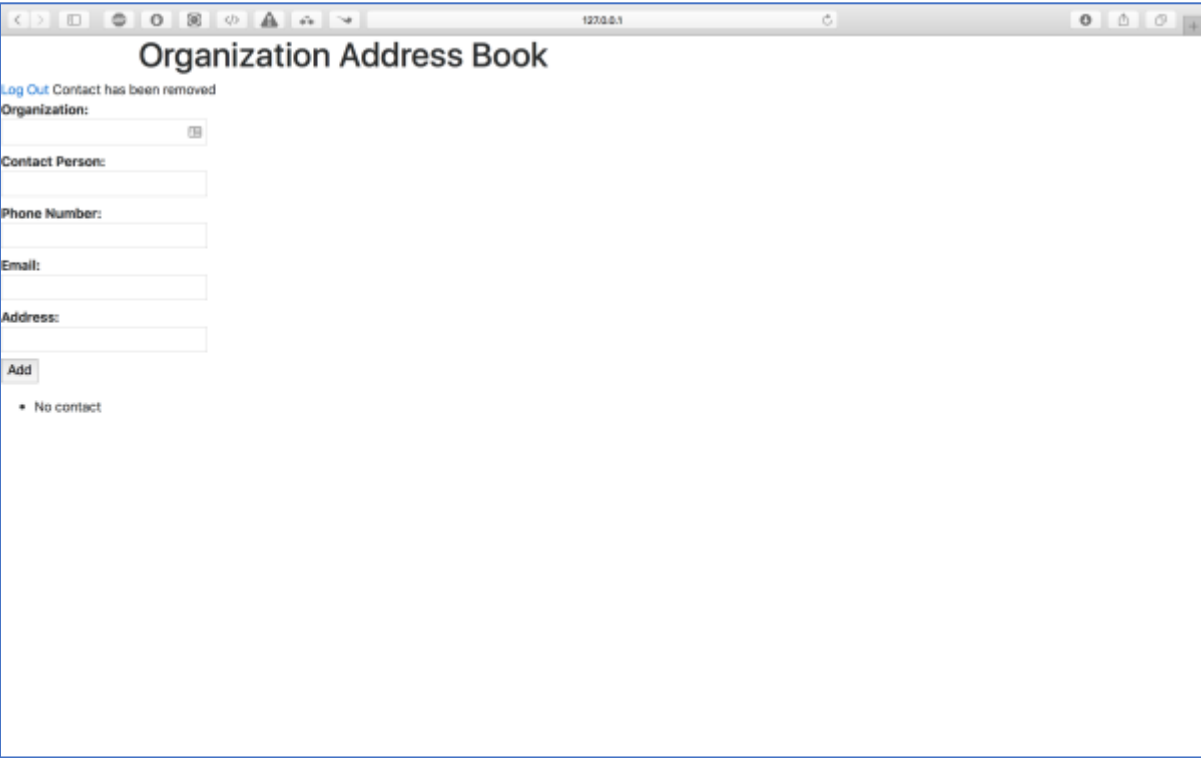 127.0.0.1
Organization Address Book
Log Out Contact has been removed
Organization:
Contact Person:
Phone Number:
Email:
Address:
Add
No contact